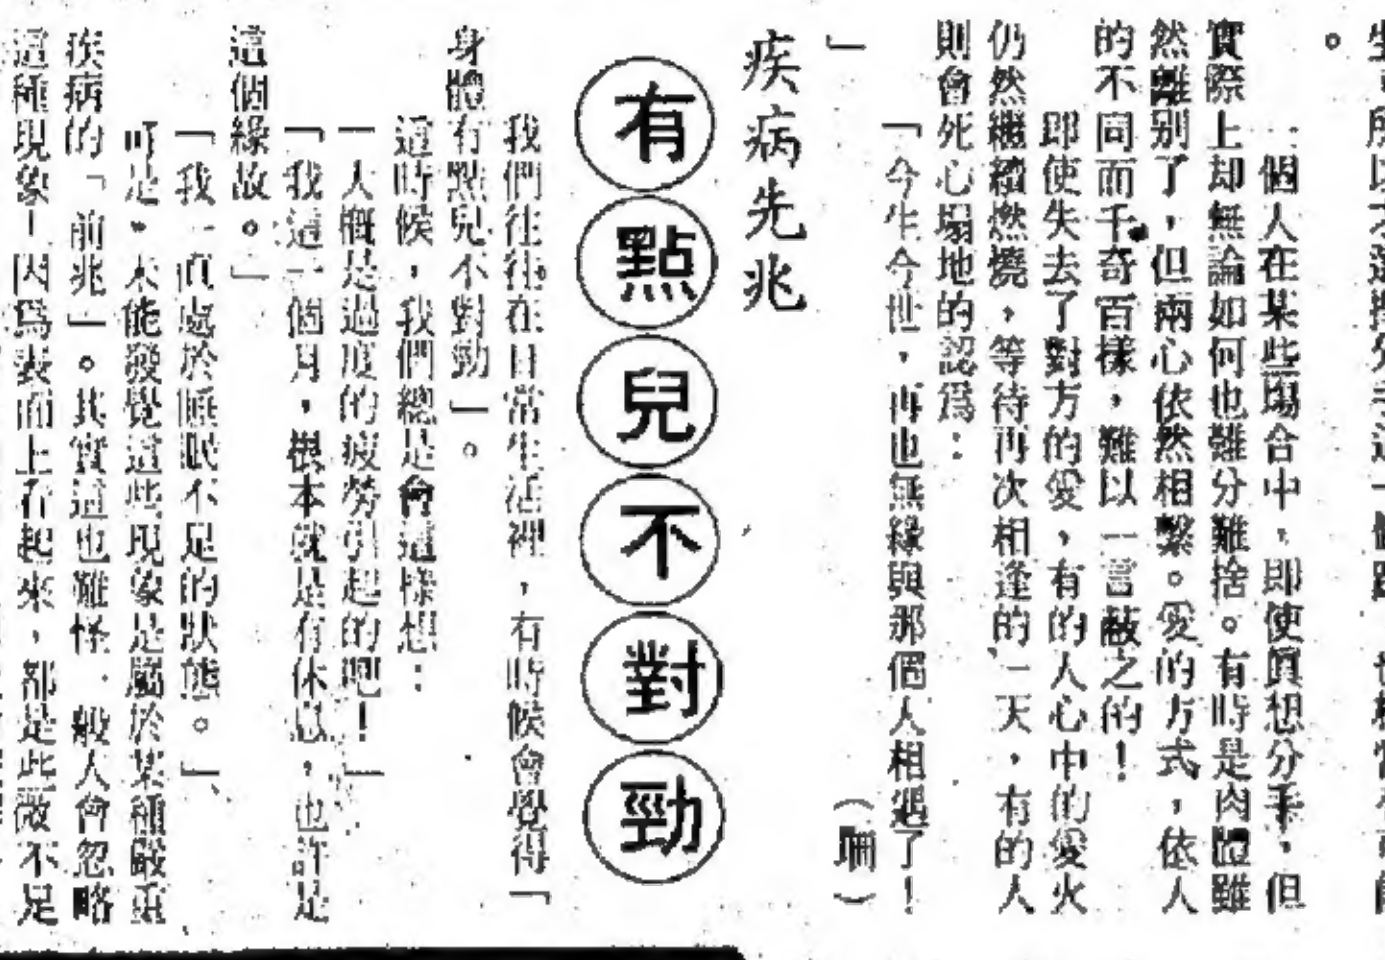 。
一個人在某些場合中，即使眞想分手，但
實際上却無論如何也難分難捨。有時是肉體雖
然離別了，但兩心依然相繫。愛的方式，依人
的不同而千奇百樣，難以一言蔽之的！
即使失去了對方的愛，有的人心中的愛火
仍然繼續燃燒，等待再次相逢的一天，有的人
則會死心塌地的認爲：
「今生今世，再也無緣與那個人相遇了！
」（珊）
疾病先兆
有點兒不對勁
我們往往在日常生活裡，有時候會覺得「
身體有點兒不對勁」。
這時候，我們總是會這樣想：
「大概是過度的疲勞引起的吧！」
「我這一個月，根本就是有休息，也許是
這個緣故。」
「我一直處於睡眠不足的狀態。」
可是，未能發覺這些現象是屬於某種嚴重
疾病的「前兆」。其實這也難怪，一般人會忽略
這種現象！因爲表面上看起來，都是些微不足